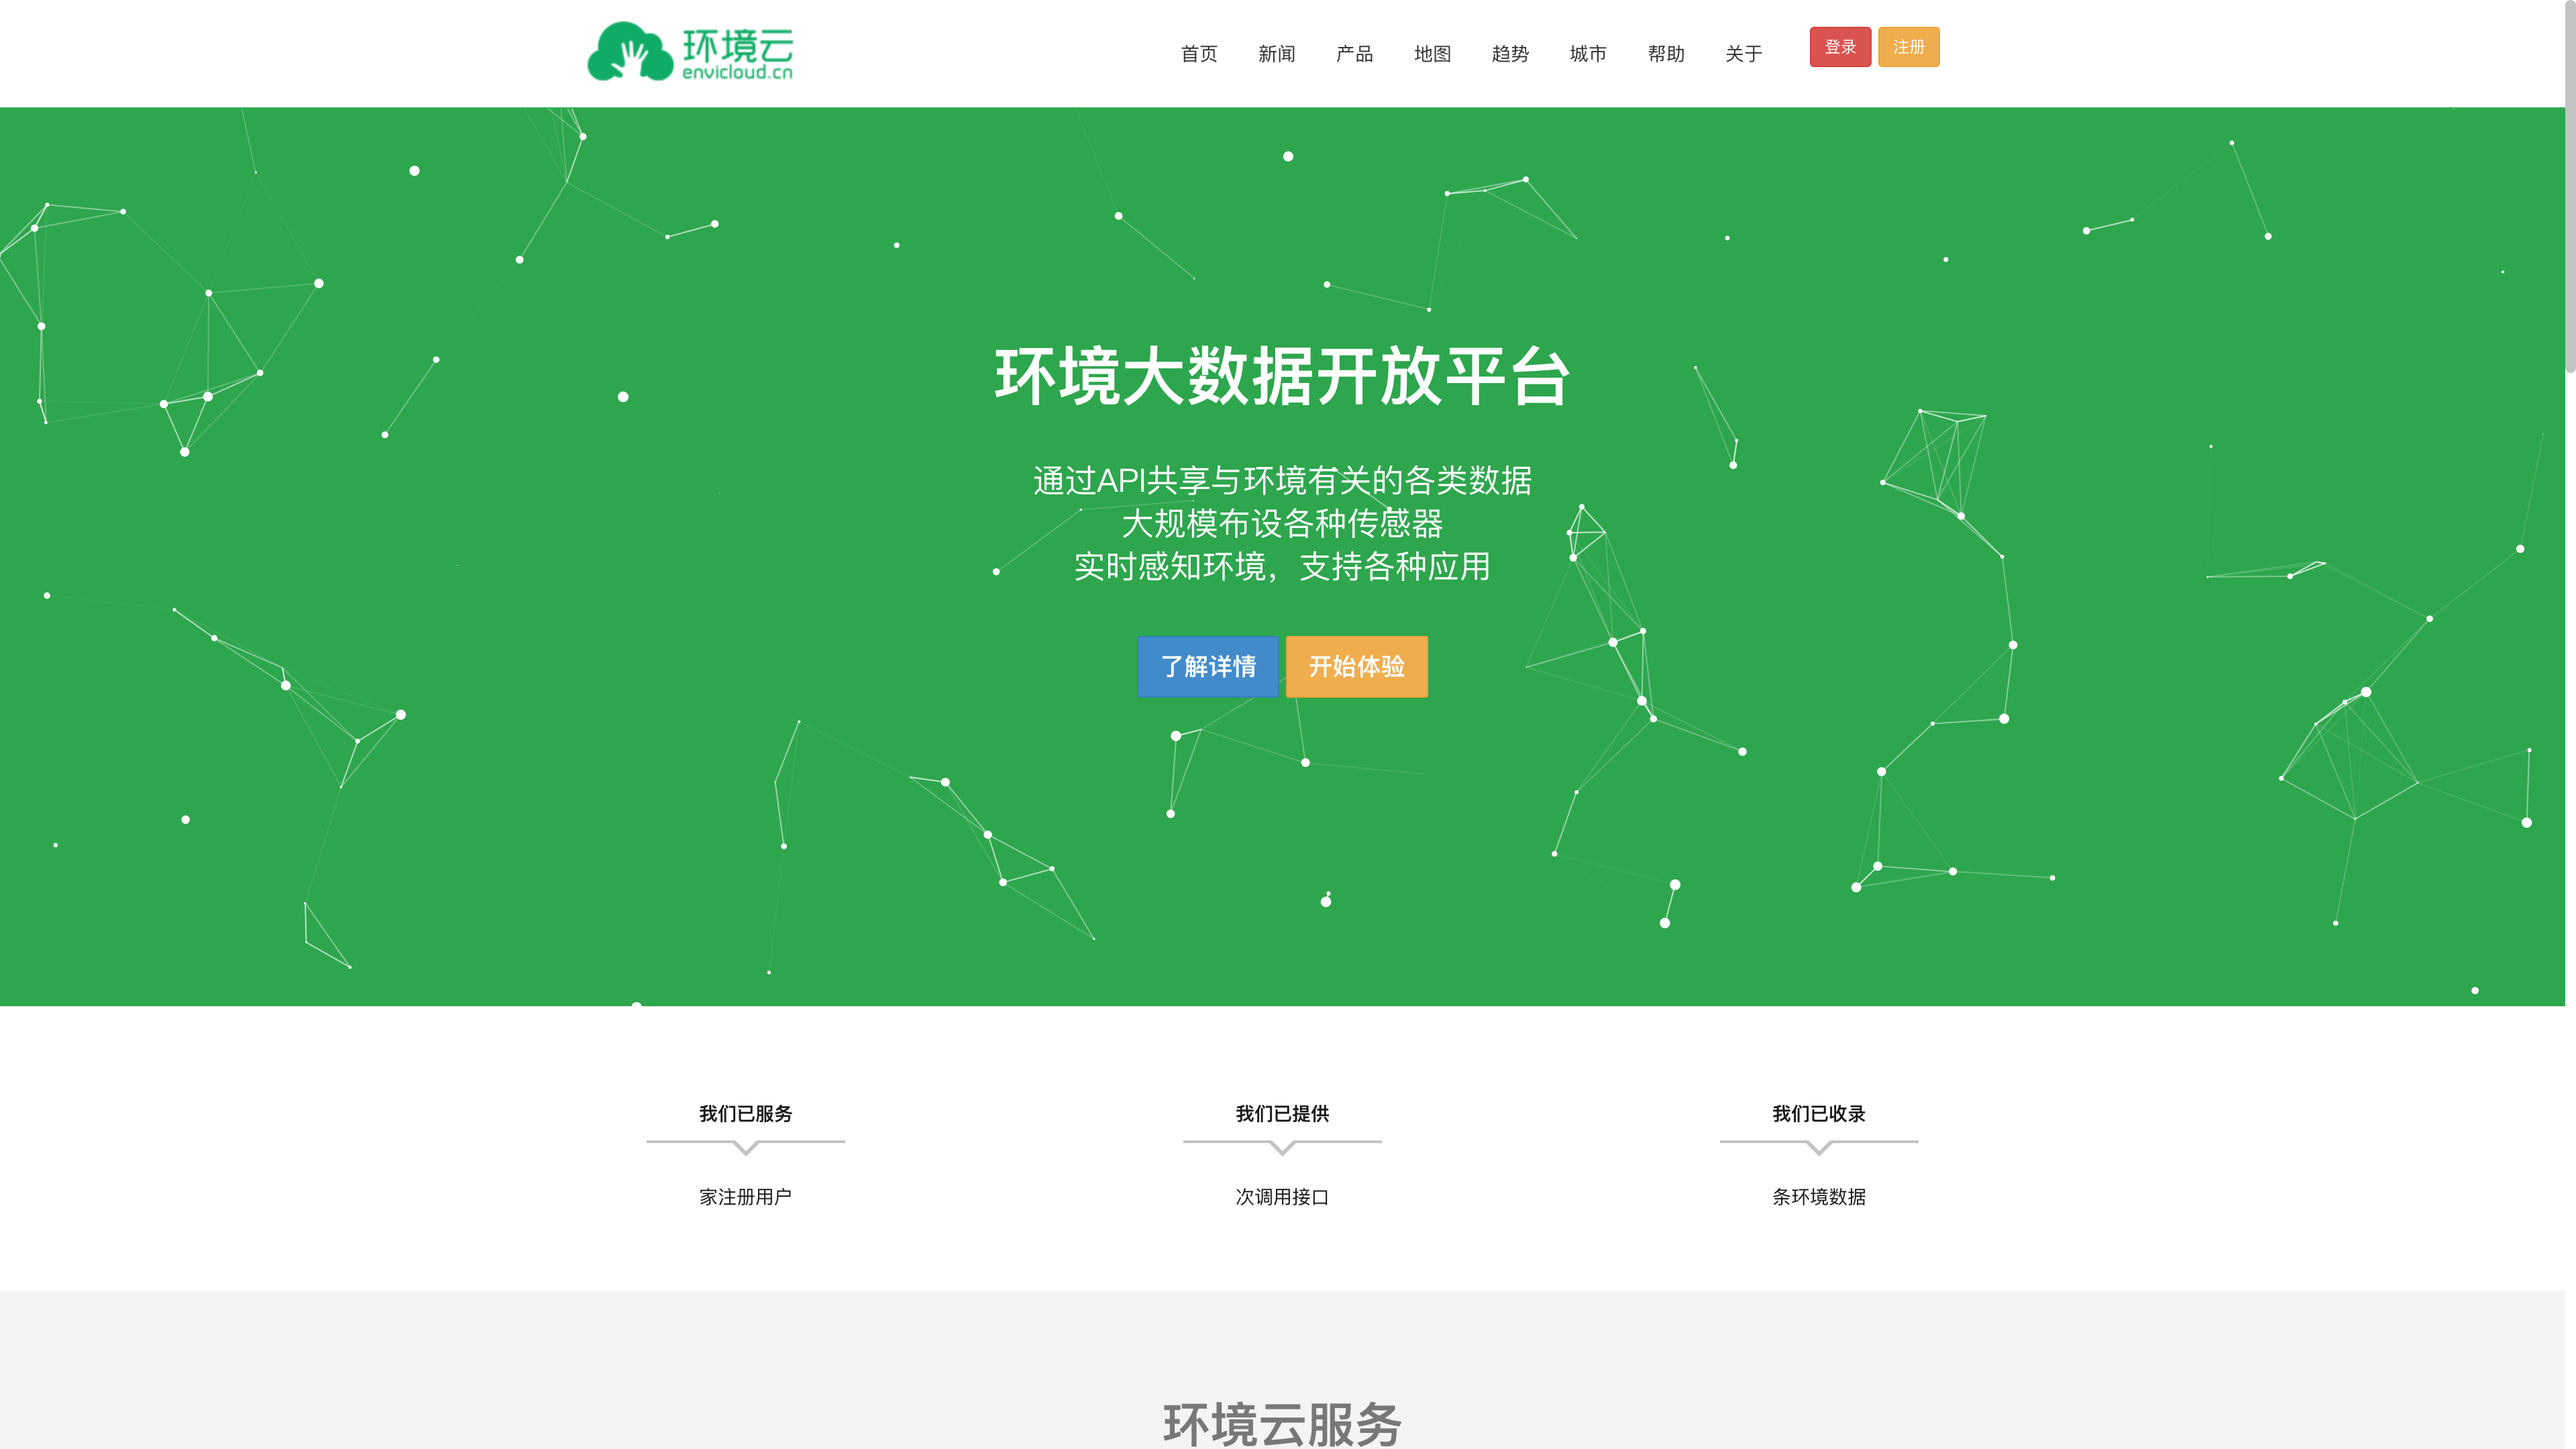 环境云
envicloud.cn
首页 新闻 产品 地图 趋势 城市 帮助 关于 登录 注册
环境大数据开放平台
通过API共享与环境有关的各类数据
大规模布设各种传感器
实时感知环境，支持各种应用
了解详情 开始体验
我们已服务 我们已提供 我们已收录
家注册用户 次调用接口 条环境数据
环境云服务